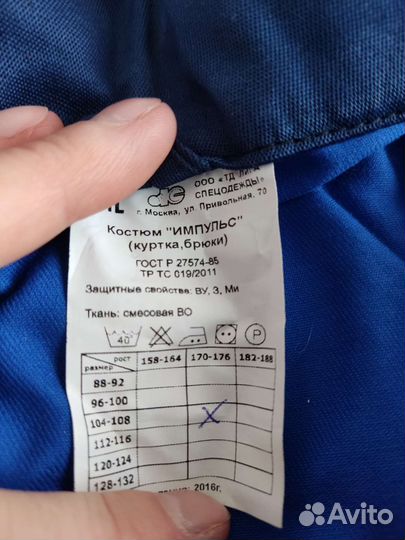 ООО «ТД ЛИГА
СПЕЦОДЕЖДЫ»
г. Москва, ул. Привольная, 70
Костюм "ИМПУЛЬС"
(куртка,брюки)
ГОСТ Р 27574-85
ТР ТС 019/2011
Защитные свойства: ВУ, З, Ми
Ткань: смесовая ВО
40 P
рост 158-164 170-176 182-188
размер
88-92
96-100
104-108 X
112-116
120-124
128-132
2016г.
Avito